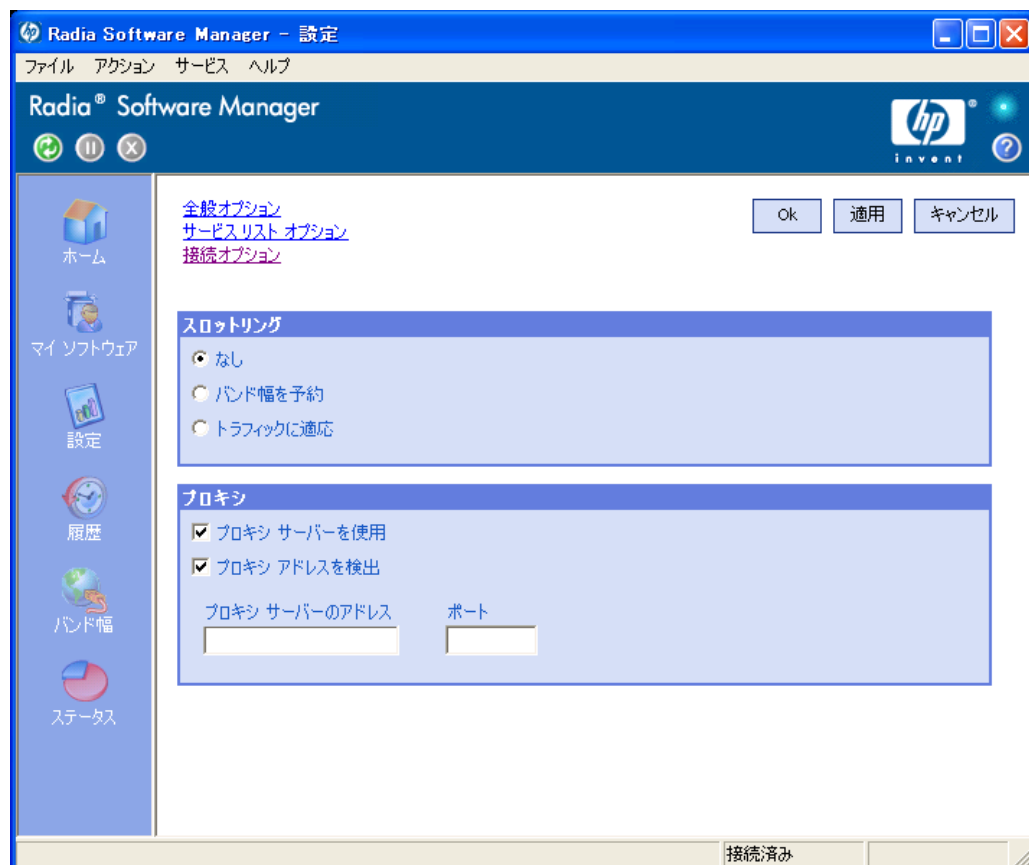 Radia Software Manager - 設定
ファイル アクション サービス ヘルプ
Radia® Software Manager
hp ®
invent
?
全般オプション
サービス リスト オプション
接続オプション
Ok 適用 キャンセル
ホーム
マイ ソフトウェア
設定
履歴
バンド幅
ステータス
スロットリング
なし
バンド幅を予約
トラフィックに適応
プロキシ
プロキシ サーバーを使用
プロキシ アドレスを検出
プロキシ サーバーのアドレス ポート
接続済み